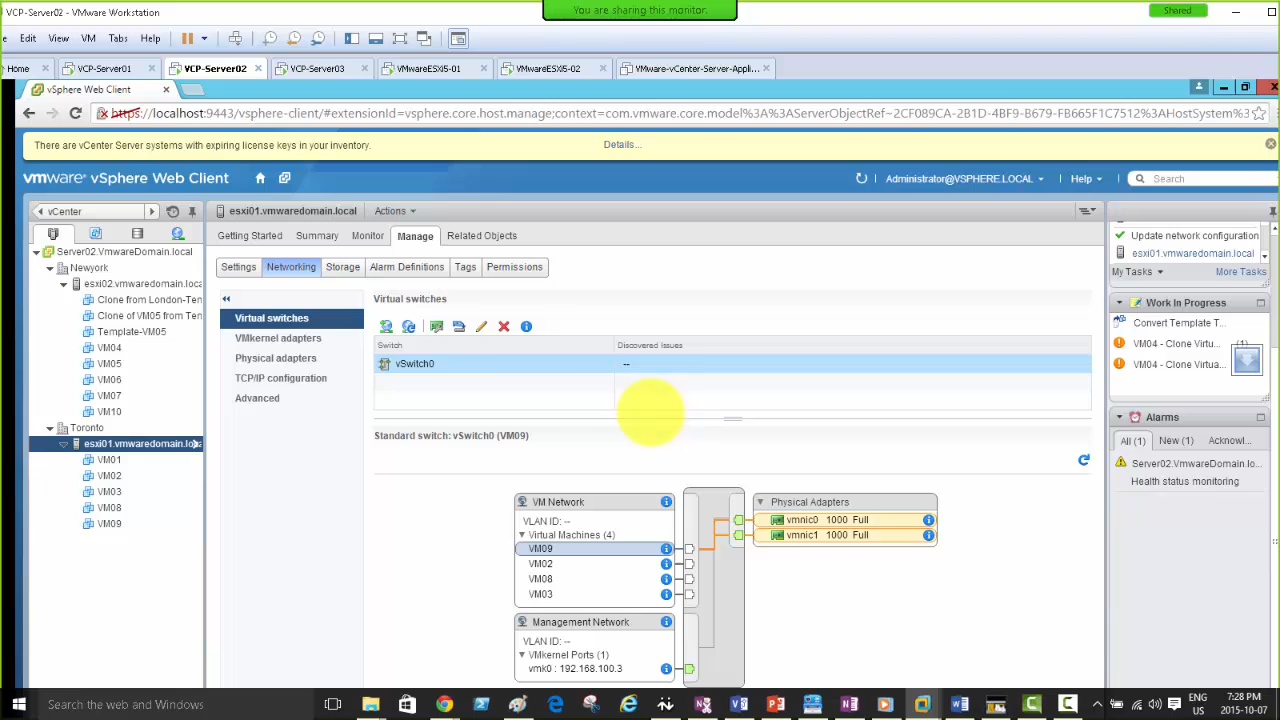 You are sharing this monitor.
Shared
VCP-Server02 - VMware Workstation
Edit View VM Tabs Help
Home VCP-Server01 VCP-Server02 VCP-Server03 VMwareESXi5-01 VMwareESXi5-02 VMware-vCenter-Server-Appl...
vSphere Web Client
https://localhost:9443/vsphere-client/#extensionId=vsphere.core.host.manage;context=com.vmware.core.model%3A%3AServerObjectRef~2CF089CA-2B1D-4BF9-B679-FB665F1C7512%3AHostSystem%3
There are vCenter Server systems with expiring license keys in your inventory.
Details...
vmware® vSphere Web Client
Administrator@VSPHERE.LOCAL
Help
Search
vCenter
Server02.VmwareDomain.local
Newyork
esxi02.vmwaredomain.loc
Clone from London-Ten
Clone of VM05 from Ter
Template-VM05
VM04
VM05
VM06
VM07
VM10
Toronto
esxi01.vmwaredomain.lo
VM01
VM02
VM03
VM08
VM09
esxi01.vmwaredomain.local
Actions
Getting Started Summary Monitor Manage Related Objects
Settings Networking Storage Alarm Definitions Tags Permissions
Virtual switches
VMkernel adapters
Physical adapters
TCP/IP configuration
Advanced
Virtual switches
Switch
Discovered Issues
vSwitch0
--
Standard switch: vSwitch0 (VM09)
VM Network
VLAN ID: --
Virtual Machines (4)
VM09
VM02
VM08
VM03
Management Network
VLAN ID: --
VMkernel Ports (1)
vmk0 : 192.168.100.3
Physical Adapters
vmnic0 1000 Full
vmnic1 1000 Full
Update network configuration
esxi01.vmwaredomain.local
My Tasks
More Tasks
Work In Progress
Convert Template T...
(1)
VM04 - Clone Virtu
VM04 - Clone Virtua...
Alarms
All (1) New (1) Acknowl...
Server02.VmwareDomain.lo...
Health status monitoring
Search the web and Windows
ENG
US
7:28 PM
2015-10-07